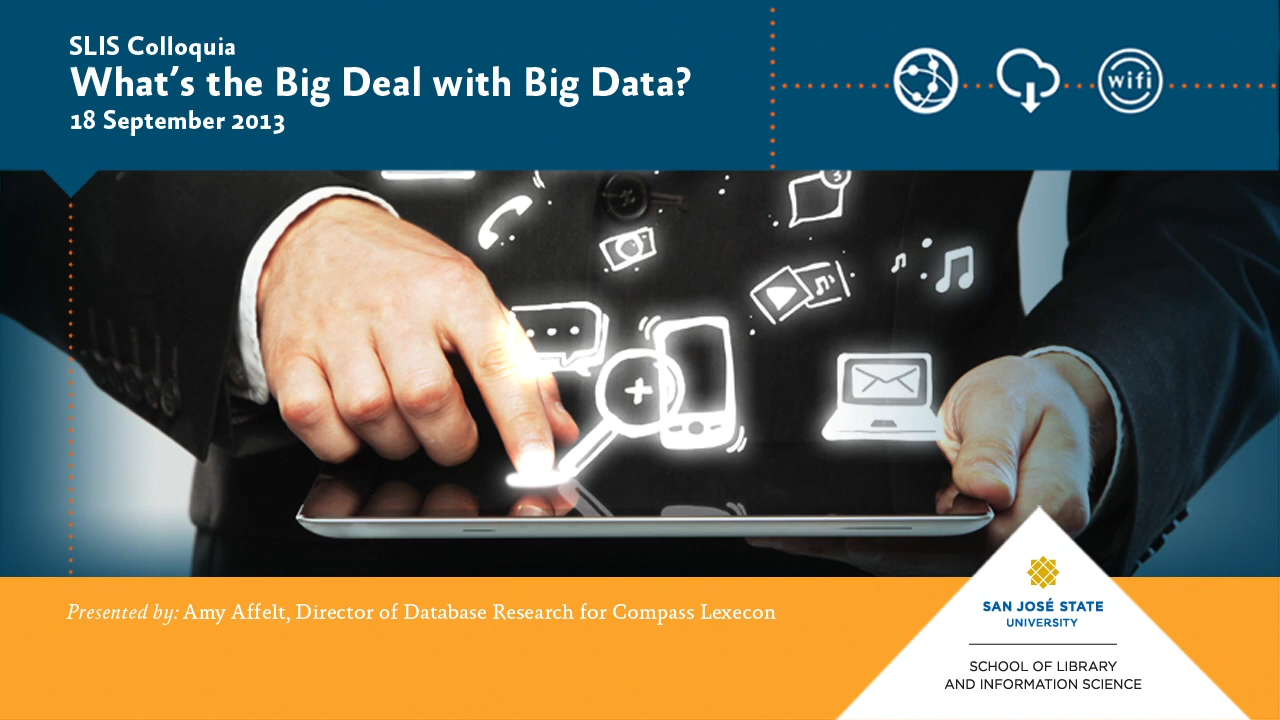 SLIS Colloquia
What's the Big Deal with Big Data?
18 September 2013
wifi
3
Presented by: Amy Affelt, Director of Database Research for Compass Lexecon
SAN JOSÉ STATE
UNIVERSITY
SCHOOL OF LIBRARY
AND INFORMATION SCIENCE